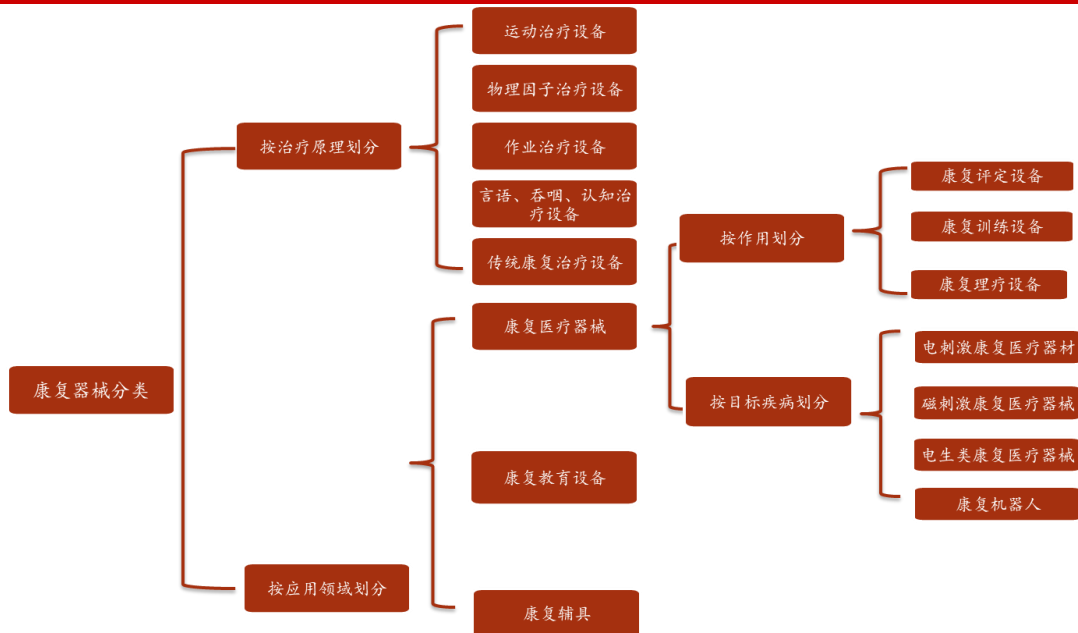 运动治疗设备
物理因子治疗设备
按治疗原理划分
作业治疗设备
言语、吞咽、认知治
疗设备
传统康复治疗设备
康复器械分类
按应用领域划分
康复医疗器械
康复教育设备
康复辅具
按作用划分
康复评定设备
康复训练设备
康复理疗设备
按目标疾病划分
电刺激康复医疗器材
磁刺激康复医疗器械
电生类康复医疗器械
康复机器人